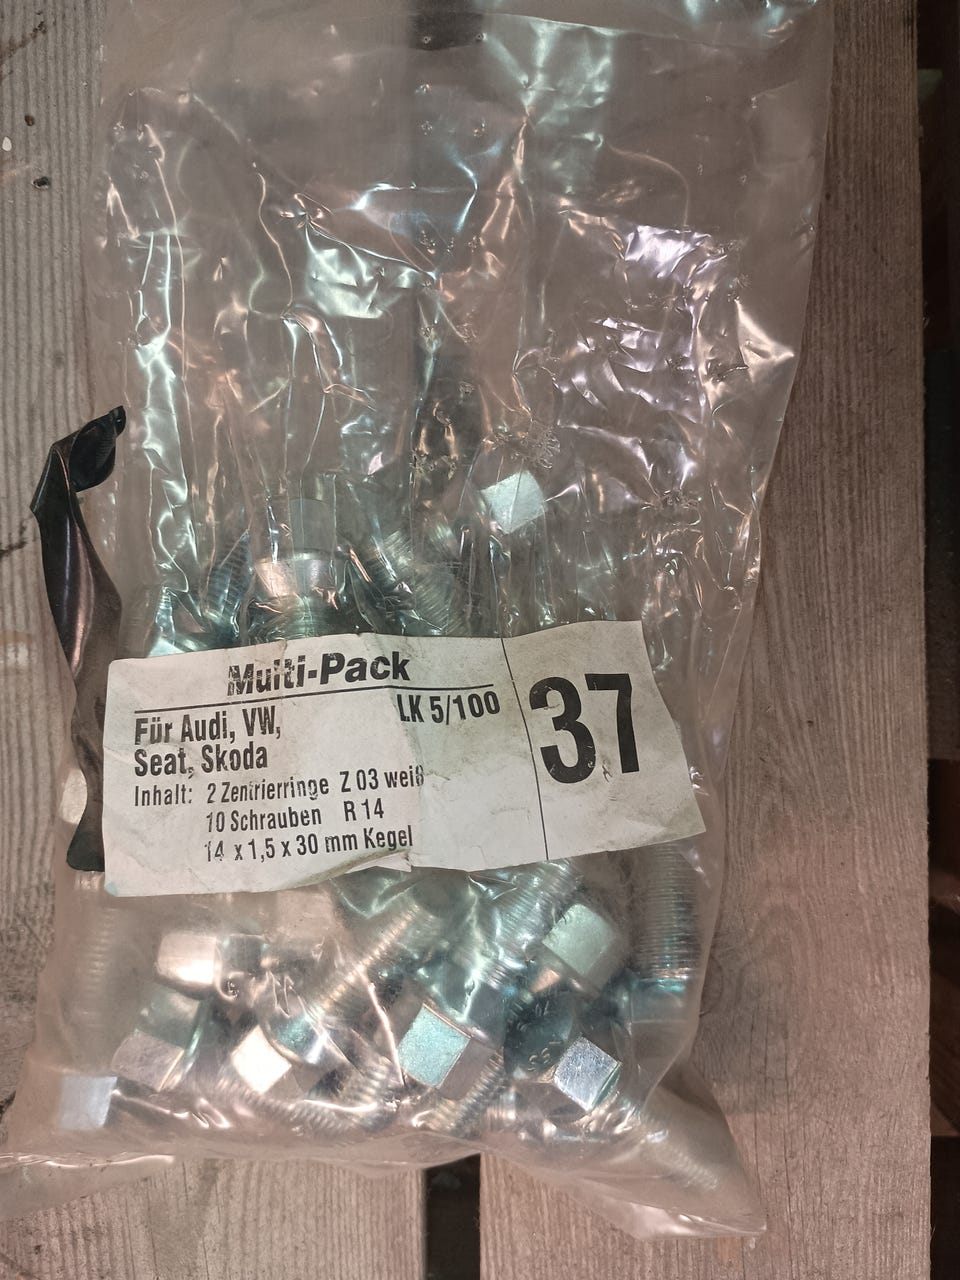 Multi-Pack
Für Audi, VW, LK 5/100
Seat, Skoda
37
Inhalt: 2 Zentrierringe Z 03 weiß
10 Schrauben R 14
14 x 1,5 x 30 mm Kegel